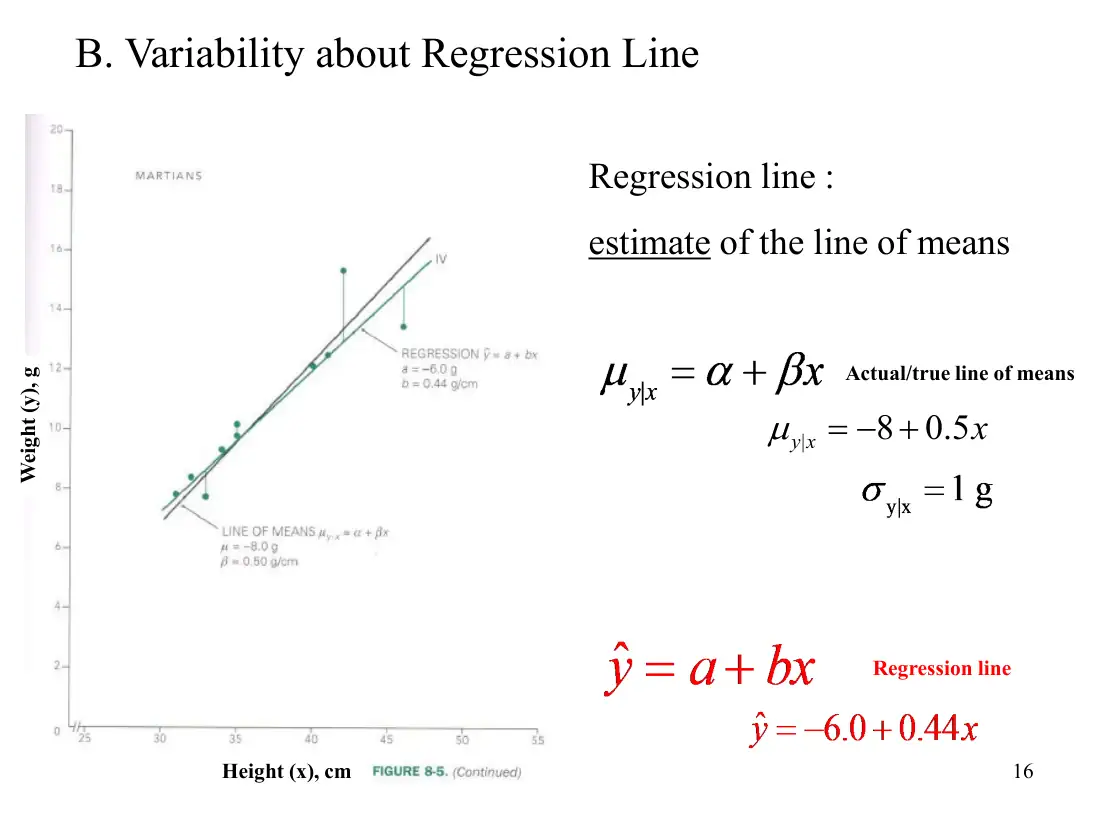 B. Variability about Regression Line
20
MARTIANS
18
16
IV
14
REGRESSION ŷ = a + bx
a = −6.0 g
b = 0.44 g/cm
12
10
8
LINE OF MEANS μy·x = α + βx
μ = −8.0 g
β = 0.50 g/cm
6
4
2
0
25 30 35 40 45 50 55
Weight (y), g
Height (x), cm
FIGURE 8-5. (Continued)
Regression line :
estimate of the line of means
μy|x = α + βx
Actual/true line of means
μy|x = −8 + 0.5x
σy|x = 1 g
ŷ = a + bx
Regression line
ŷ = −6.0 + 0.44x
16